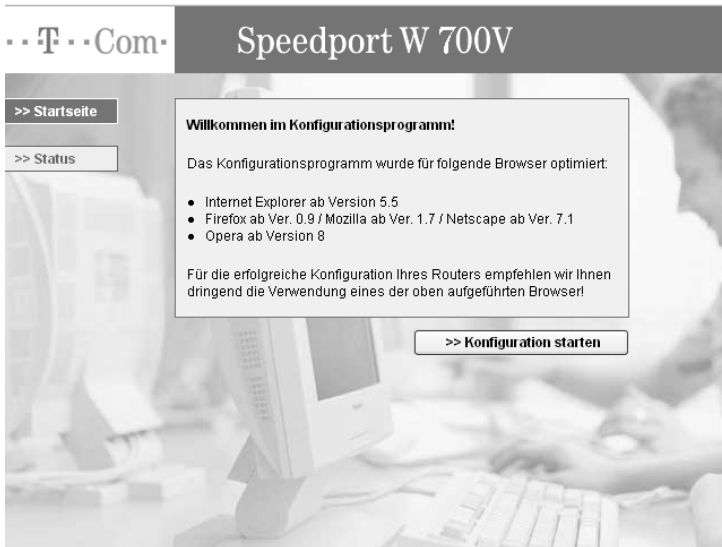 · · T · · Com ·
Speedport W 700V
>> Startseite
>> Status
Willkommen im Konfigurationsprogramm!
Das Konfigurationsprogramm wurde für folgende Browser optimiert:
● Internet Explorer ab Version 5.5
● Firefox ab Ver. 0.9 / Mozilla ab Ver. 1.7 / Netscape ab Ver. 7.1
● Opera ab Version 8
Für die erfolgreiche Konfiguration Ihres Routers empfehlen wir Ihnen
dringend die Verwendung eines der oben aufgeführten Browser!
>> Konfiguration starten